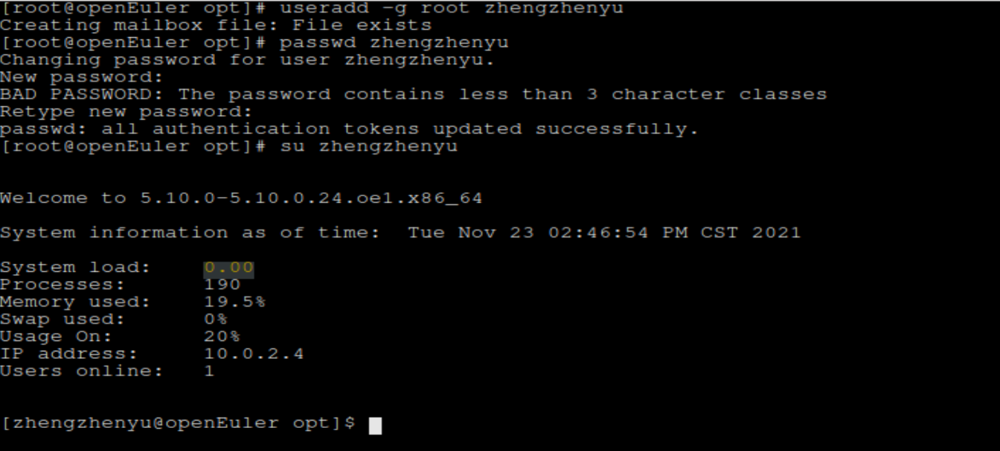 [root@openEuler opt]# useradd -g root zhengzhenyu
Creating mailbox file: File exists
[root@openEuler opt]# passwd zhengzhenyu
Changing password for user zhengzhenyu.
New password:
BAD PASSWORD: The password contains less than 3 character classes
Retype new password:
passwd: all authentication tokens updated successfully.
[root@openEuler opt]# su zhengzhenyu
Welcome to 5.10.0-5.10.0.24.oe1.x86_64
System information as of time:  Tue Nov 23 02:46:54 PM CST 2021
System load:    0.00
Processes:      190
Memory used:    19.5%
Swap used:      0%
Usage On:       20%
IP address:     10.0.2.4
Users online:   1
[zhengzhenyu@openEuler opt]$